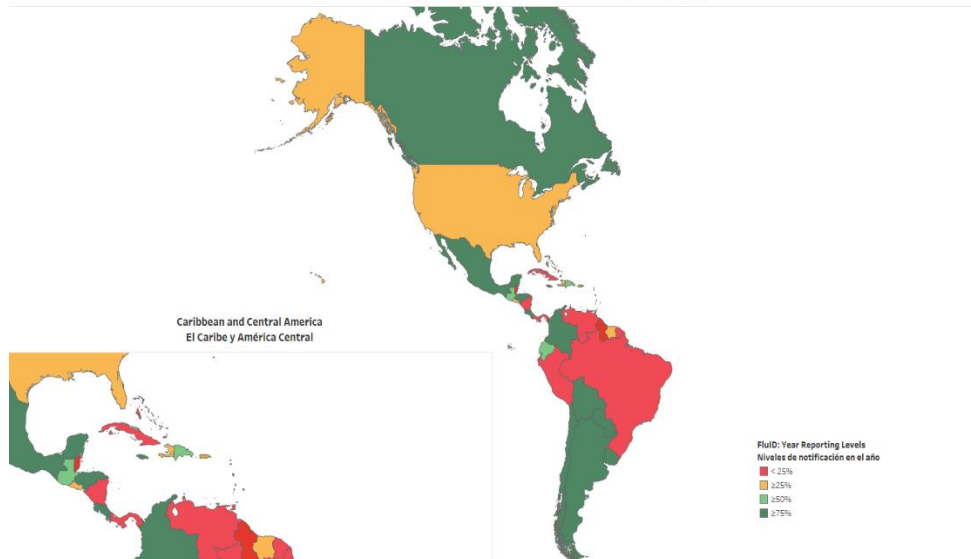 Caribbean and Central America
El Caribe y América Central
FluID: Year Reporting Levels
Niveles de notificación en el año
< 25%
≥25%
≥50%
≥75%